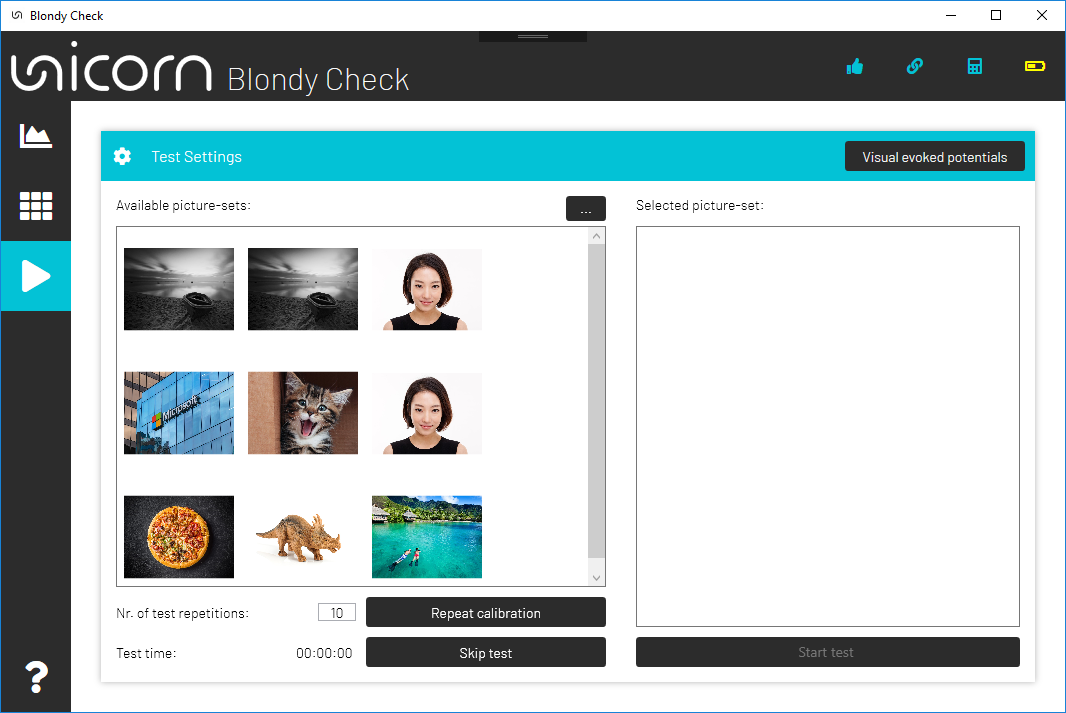 Blondy Check
unicorn Blondy Check
Test Settings
Visual evoked potentials
Available picture-sets:
...
Selected picture-set:
Microsoft
Nr. of test repetitions:
10
Repeat calibration
Test time:
00:00:00
Skip test
Start test
?